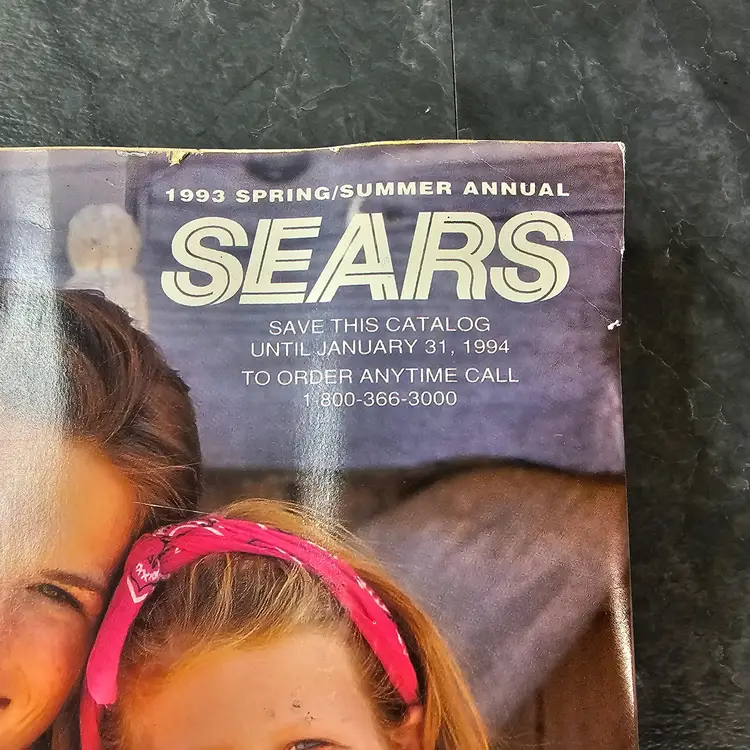 1993 SPRING/SUMMER ANNUAL
SEARS
SAVE THIS CATALOG
UNTIL JANUARY 31, 1994
TO ORDER ANYTIME CALL
1-800-366-3000